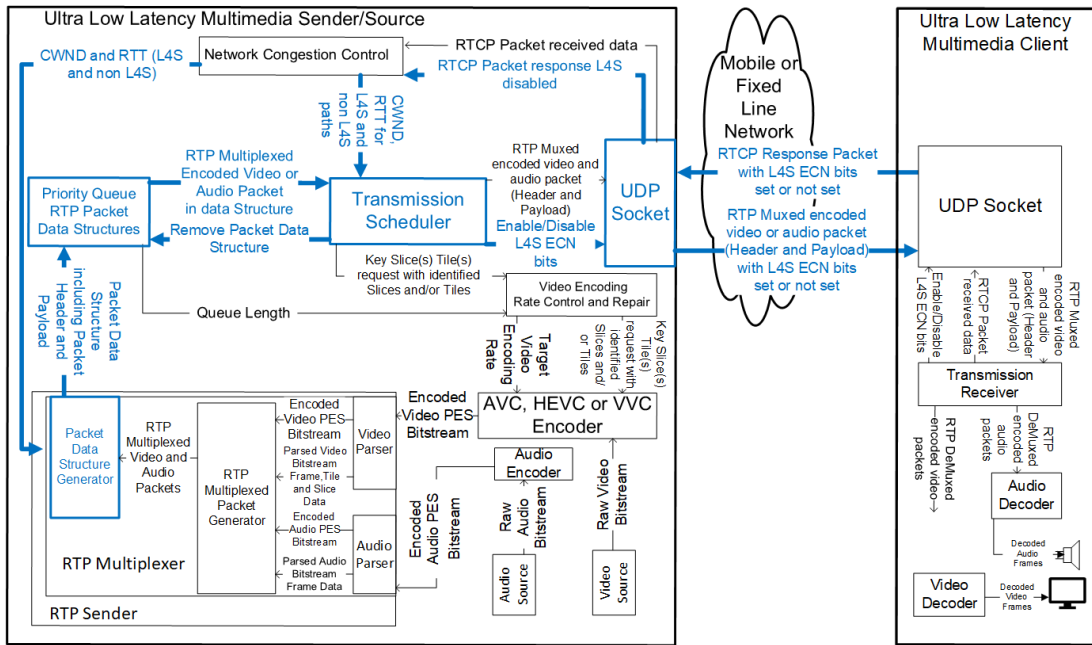 Ultra Low Latency Multimedia Sender/Source
CWND and RTT (L4S
and non L4S)
Network Congestion Control
RTCP Packet received data
RTCP Packet response L4S
disabled
CWND,
RTT for
L4S and
non L4S
paths
RTP Multiplexed
Encoded Video or
Audio Packet
in data Structure
Priority Queue
RTP Packet
Data Structures
Remove Packet Data
Structure
Transmission
Scheduler
RTP Muxed
encoded video and
audio packet
(Header and
Payload)
Enable/Disable
L4S ECN
bits
UDP
Socket
Key Slice(s) Tile(s)
request with identified
Slices and/or Tiles
Video Encoding
Rate Control and Repair
Queue Length
Packet Data
Structure
including Packet
Header and
Payload
Target
Video
Encoding
Rate
Key Slice(s)
Tile(s)
request with
identified
Slices and/
or Tiles
AVC, HEVC or VVC
Encoder
Encoded
Video PES
Bitstream
Packet
Data
Structure
Generator
RTP
Multiplexed
Video and
Audio
Packets
RTP
Multiplexed
Packet
Generator
Encoded
Video PES
Bitstream
Parsed Video
Bitstream
Frame,Tile
and Slice
Data
Video
Parser
Encoded
Audio PES
Bitstream
Parsed Audio
Bitstream
Frame Data
Audio
Parser
Encoded
Audio PES
Bitstream
Audio
Encoder
Raw
Audio
Bitstream
Raw Video
Bitstream
Audio
Source
Video
Source
RTP Multiplexer
RTP Sender
Mobile or
Fixed
Line
Network
RTCP Response Packet
with L4S ECN bits
set or not set
RTP Muxed encoded
video or audio packet
(Header and Payload)
with L4S ECN bits
set or not set
Ultra Low Latency
Multimedia Client
UDP Socket
Enable/Disable
L4S ECN bits
RTCP Packet
received data
RTP Muxed
encoded video
and audio
packet (Header
and Payload)
Transmission
Receiver
RTP DeMuxed
encoded video
packets
RTP
DeMuxed
encoded
audio
packets
Audio
Decoder
Decoded
Audio
Frames
Video
Decoder
Decoded
Video
Frames